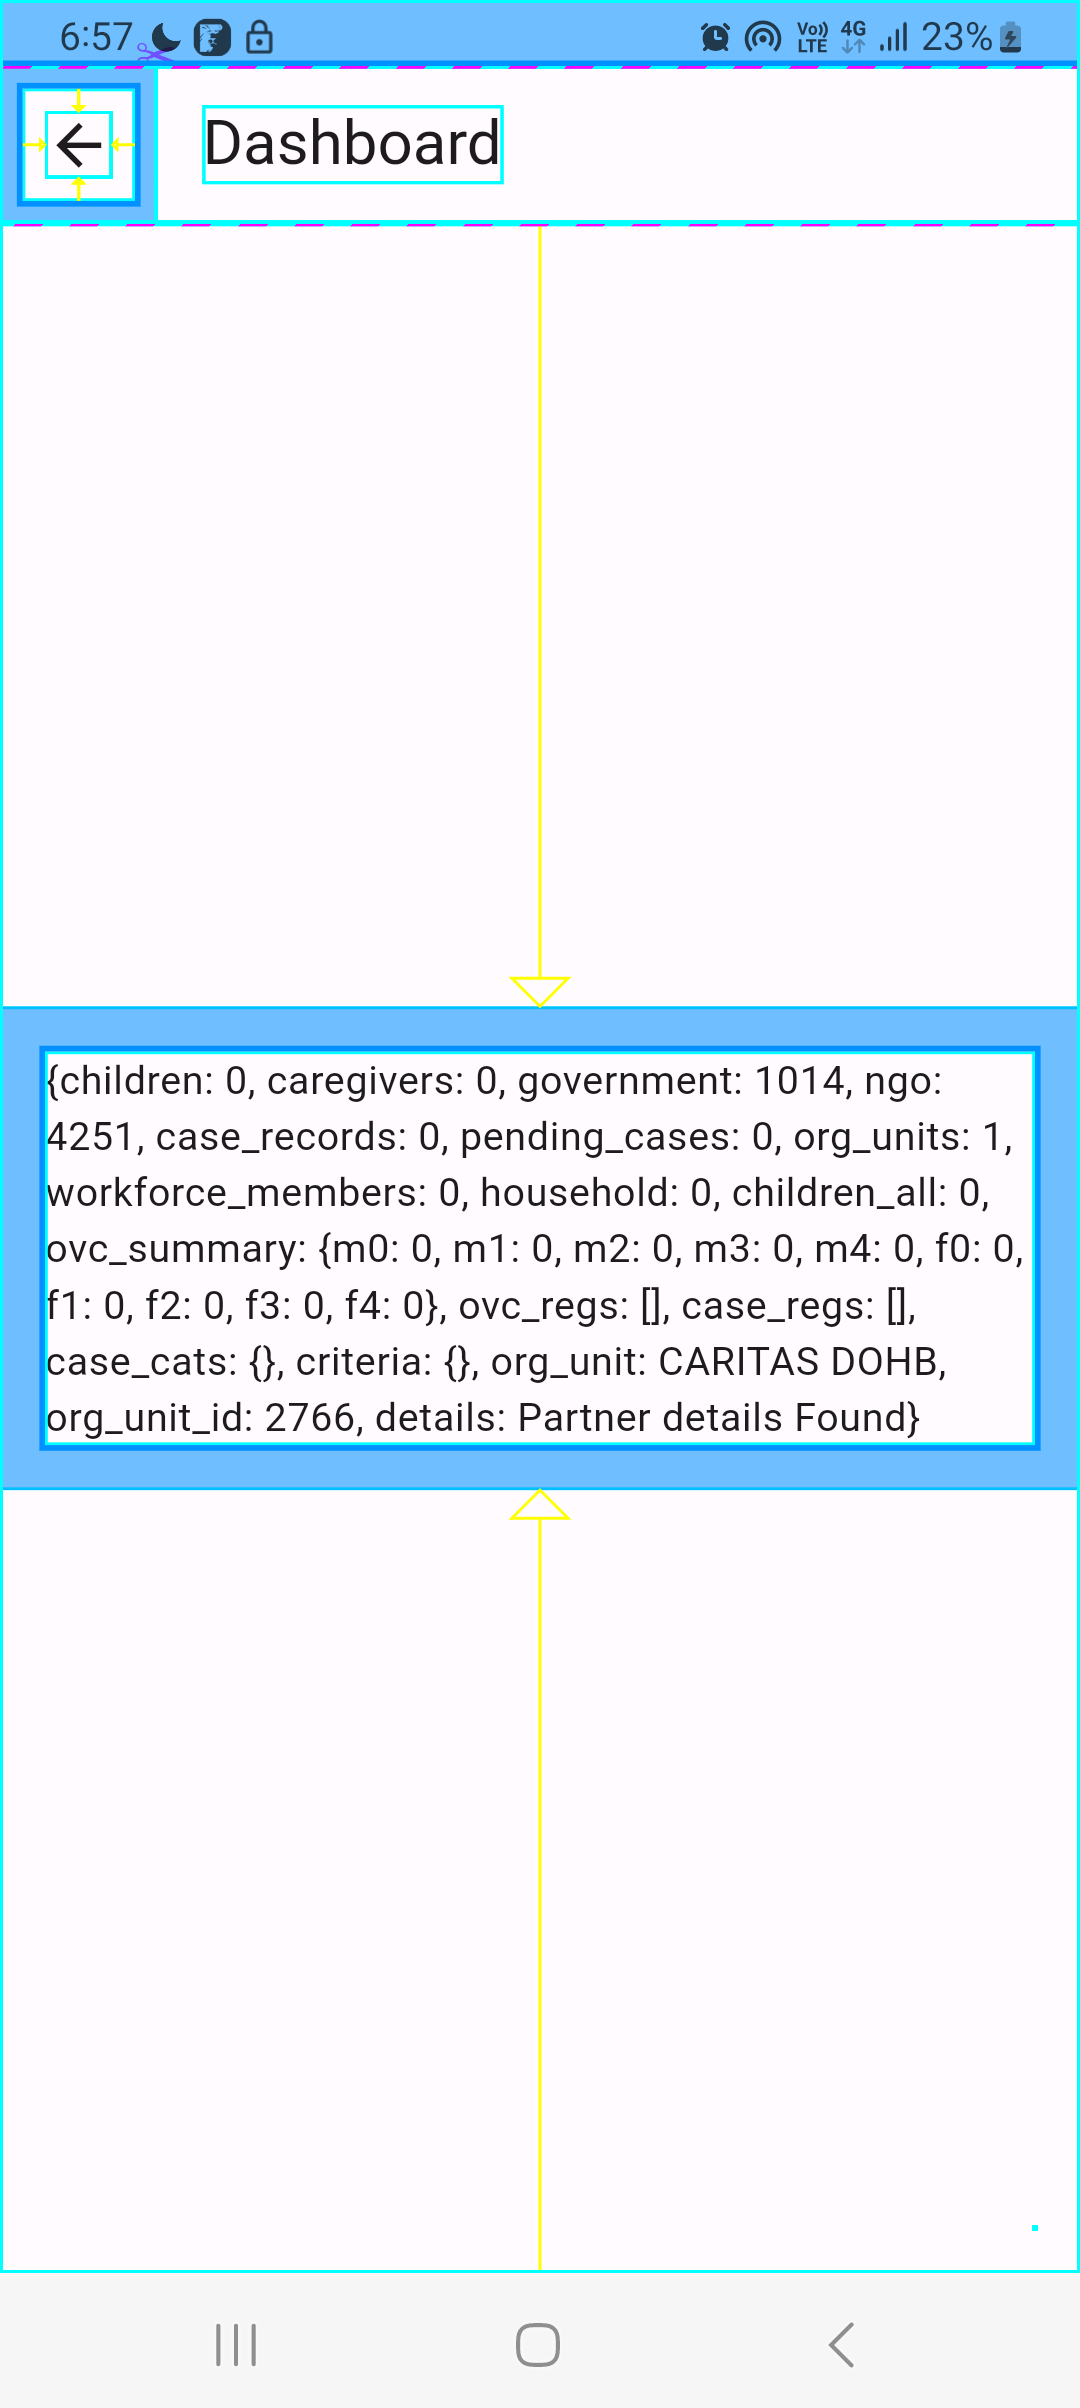 6:57
Vo)) LTE 4G 23%
Dashboard
{children: 0, caregivers: 0, government: 1014, ngo:
4251, case_records: 0, pending_cases: 0, org_units: 1,
workforce_members: 0, household: 0, children_all: 0,
ovc_summary: {m0: 0, m1: 0, m2: 0, m3: 0, m4: 0, f0: 0,
f1: 0, f2: 0, f3: 0, f4: 0}, ovc_regs: [], case_regs: [],
case_cats: {}, criteria: {}, org_unit: CARITAS DOHB,
org_unit_id: 2766, details: Partner details Found}